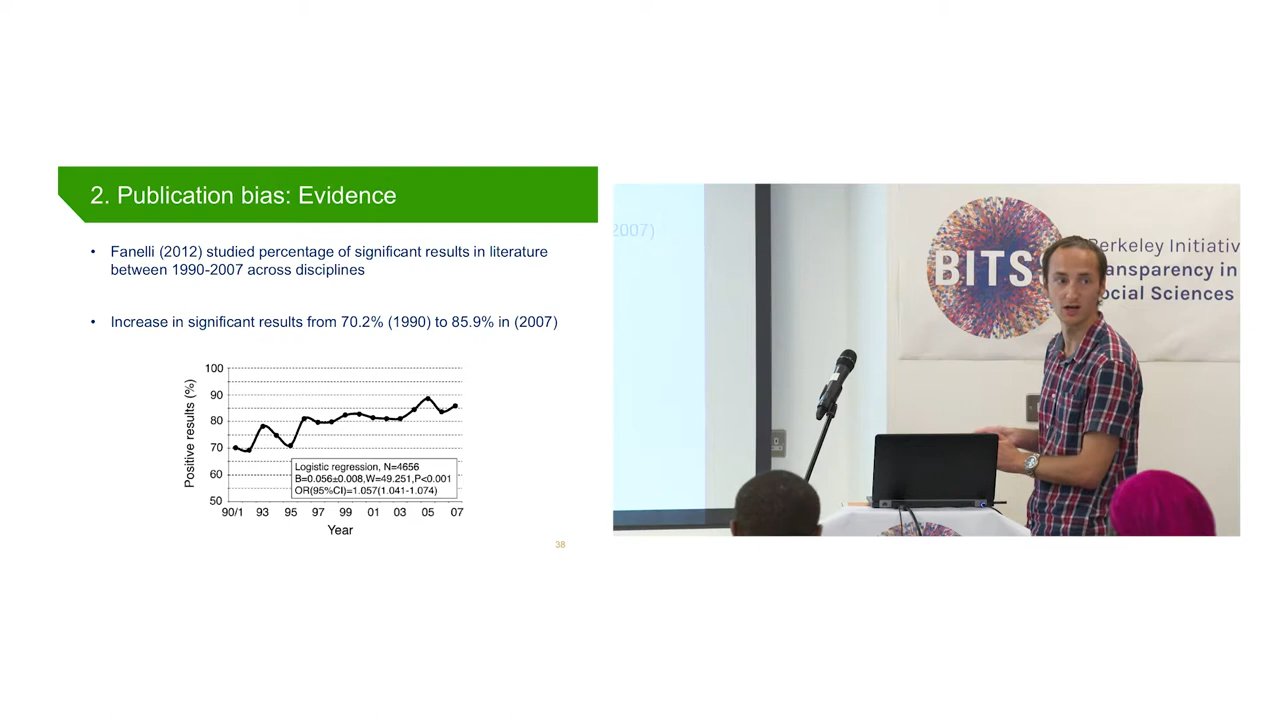 2. Publication bias: Evidence
• Fanelli (2012) studied percentage of significant results in literature
between 1990-2007 across disciplines
• Increase in significant results from 70.2% (1990) to 85.9% in (2007)
100
90
80
70
60
50
Positive results (%)
Logistic regression, N=4656
B=0.056±0.008,W=49.251,P<0.001
OR(95%CI)=1.057(1.041-1.074)
90/1 93 95 97 99 01 03 05 07
Year
38
2007)
BITSS
Berkeley Initiativ
ransparency in
ocial Sciences